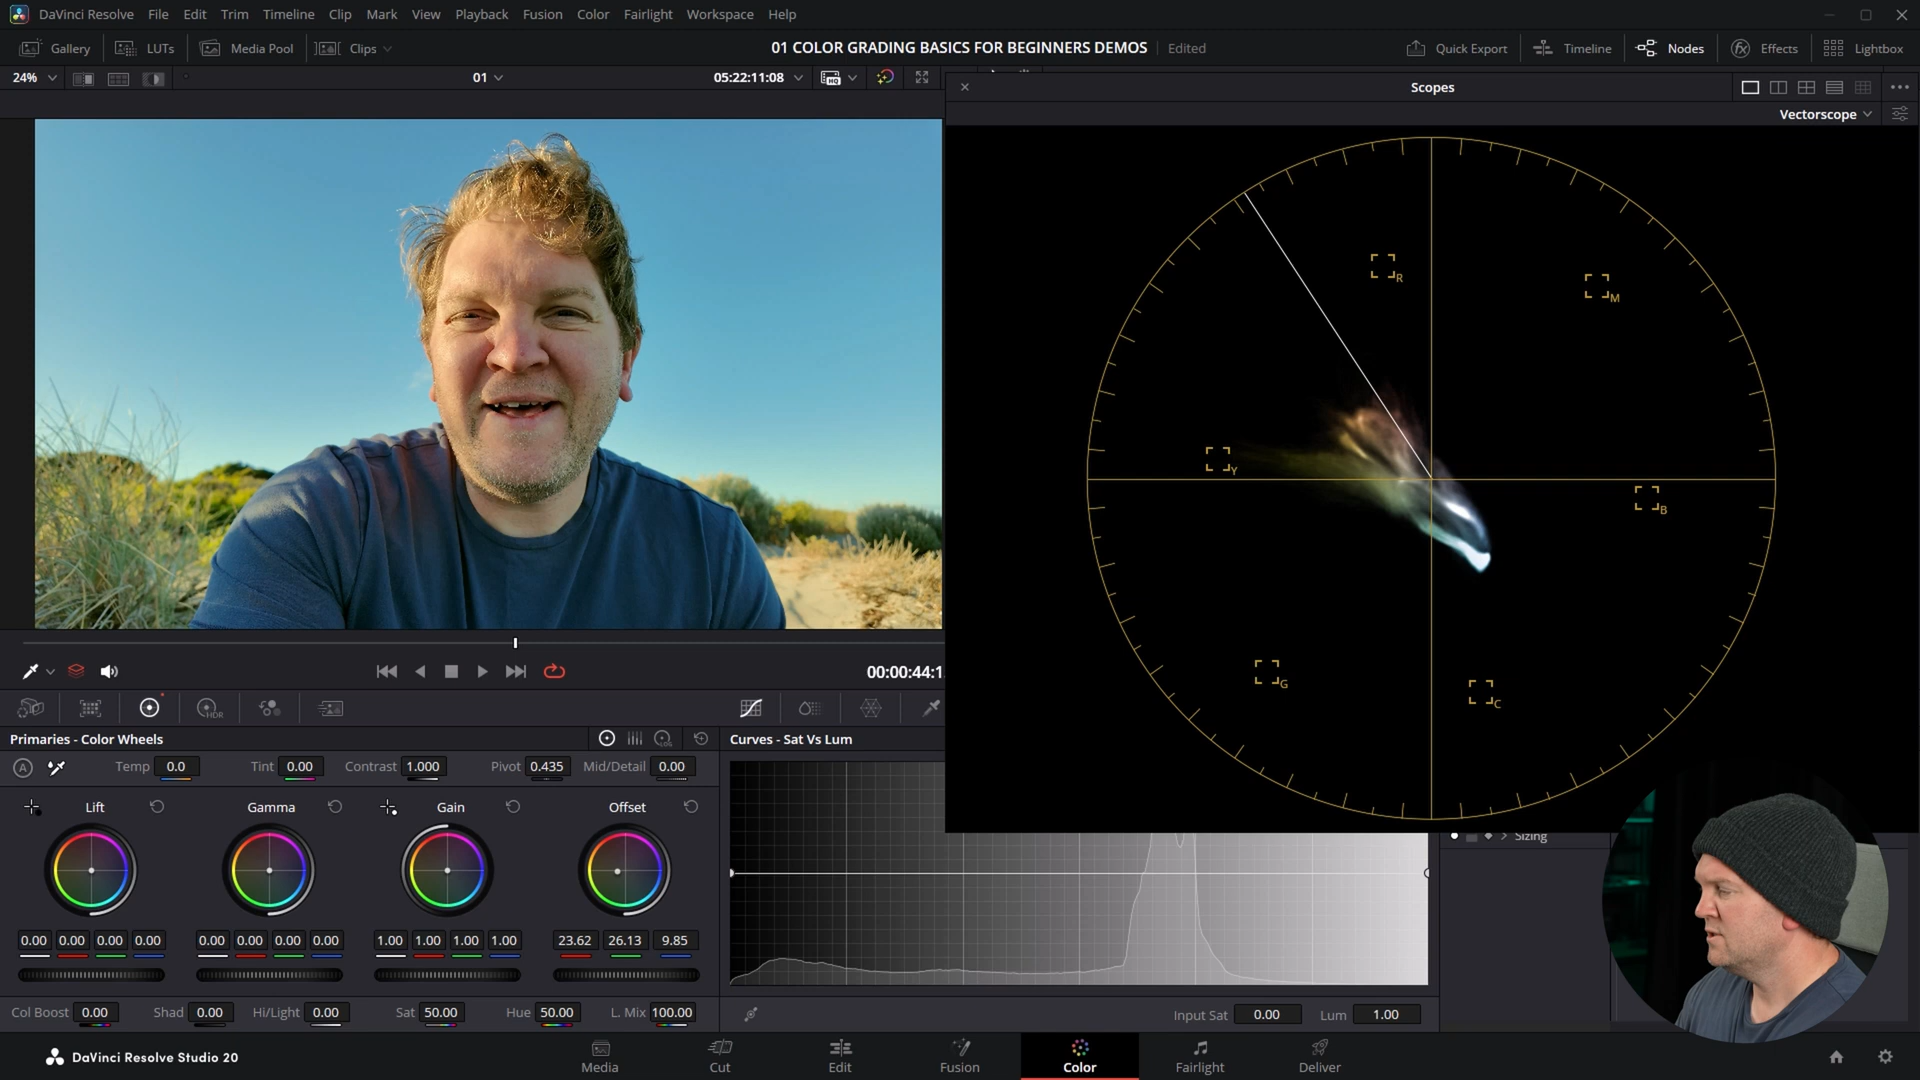 DaVinci Resolve File Edit Trim Timeline Clip Mark View Playback Fusion Color Fairlight Workspace Help
Gallery LUTs Media Pool Clips 01 COLOR GRADING BASICS FOR BEGINNERS DEMOS Edited Quick Export Timeline Nodes Effects Lightbox
24% 01 05:22:11:08 HQ
Scopes
Vectorscope
R
M
Y
B
G
C
00:00:44:1
HDR
Primaries - Color Wheels LOG Curves - Sat Vs Lum
A Temp 0.0 Tint 0.00 Contrast 1.000 Pivot 0.435 Mid/Detail 0.00
Lift Gamma Gain Offset
Sizing
0.00 0.00 0.00 0.00 0.00 0.00 0.00 0.00 1.00 1.00 1.00 1.00 23.62 26.13 9.85
Col Boost 0.00 Shad 0.00 Hi/Light 0.00 Sat 50.00 Hue 50.00 L. Mix 100.00 Input Sat 0.00 Lum 1.00
DaVinci Resolve Studio 20 Media Cut Edit Fusion Color Fairlight Deliver